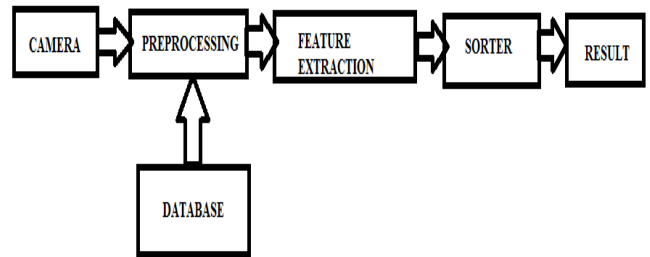 CAMERA
PREPROCESSING
FEATURE
EXTRACTION
SORTER
RESULT
DATABASE